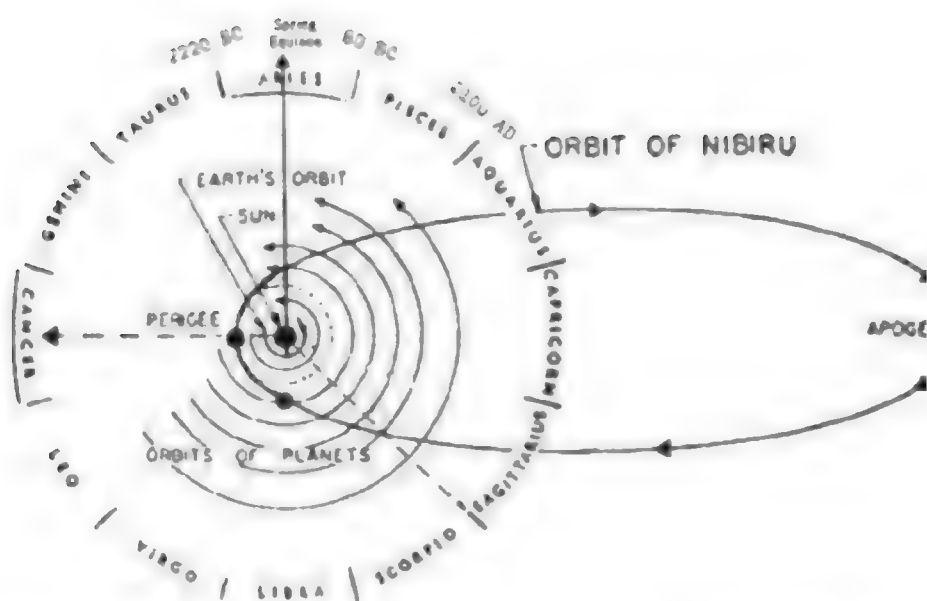 2220 BC
Spring
Equinox
60 BC
ARIES
TAURUS
PISCES
2100 AD
ORBIT OF NIBIRU
GEMINI
EARTH'S ORBIT
SUN
AQUARIUS
CANCER
PERIGEE
CAPRICORN
APOGE
ORBITS OF PLANETS
SAGITTARIUS
LEO
VIRGO
LIBRA
SCORPIO